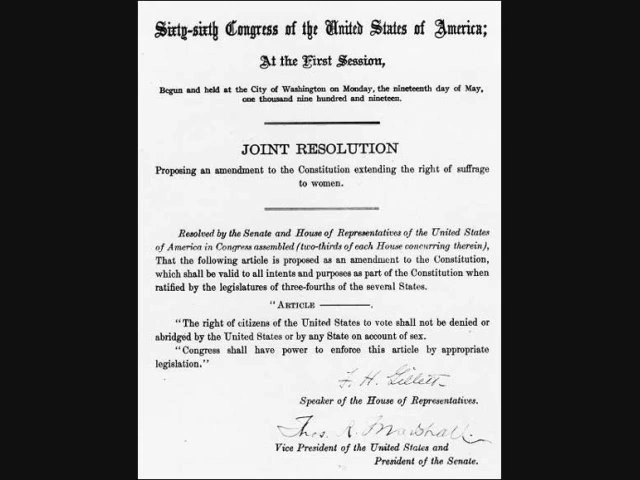 Sixty-sixth Congress of the United States of America;
At the First Session,
Begun and held at the City of Washington on Monday, the nineteenth day of May,
one thousand nine hundred and nineteen.
JOINT RESOLUTION
Proposing an amendment to the Constitution extending the right of suffrage
to women.
Resolved by the Senate and House of Representatives of the United States
of America in Congress assembled (two-thirds of each House concurring therein),
That the following article is proposed as an amendment to the Constitution,
which shall be valid to all intents and purposes as part of the Constitution when
ratified by the legislatures of three-fourths of the several States.
"ARTICLE ————.
"The right of citizens of the United States to vote shall not be denied or
abridged by the United States or by any State on account of sex.
"Congress shall have power to enforce this article by appropriate
legislation."
F. H. Gillett
Speaker of the House of Representatives.
Thos. R. Marshall.
Vice President of the United States and
President of the Senate.